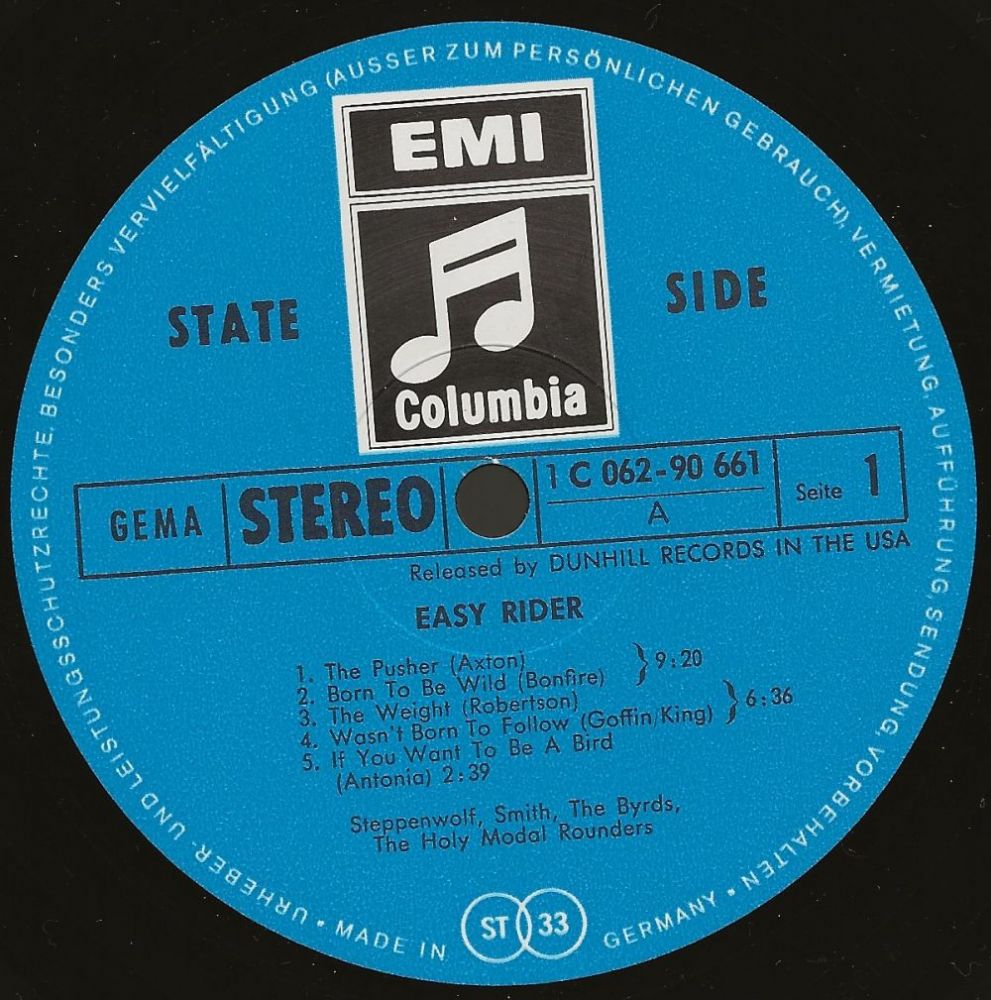 URHEBER- UND LEISTUNGSSCHUTZRECHTE, BESONDERS VERVIELFÄLTIGUNG (AUSSER ZUM PERSÖNLICHEN GEBRAUCH), VERMIETUNG, AUFFÜHRUNG, SENDUNG, VORBEHALTEN •
EMI
STATE SIDE
Columbia
GEMA STEREO 1 C 062-90 661 Seite 1
A
Released by DUNHILL RECORDS IN THE USA
EASY RIDER
1. The Pusher (Axton)
2. Born To Be Wild (Bonfire) } 9:20
3. The Weight (Robertson)
4. Wasn't Born To Follow (Goffin/King) } 6:36
5. If You Want To Be A Bird
(Antonia) 2:39
Steppenwolf, Smith, The Byrds,
The Holy Modal Rounders
• MADE IN GERMANY •
ST 33